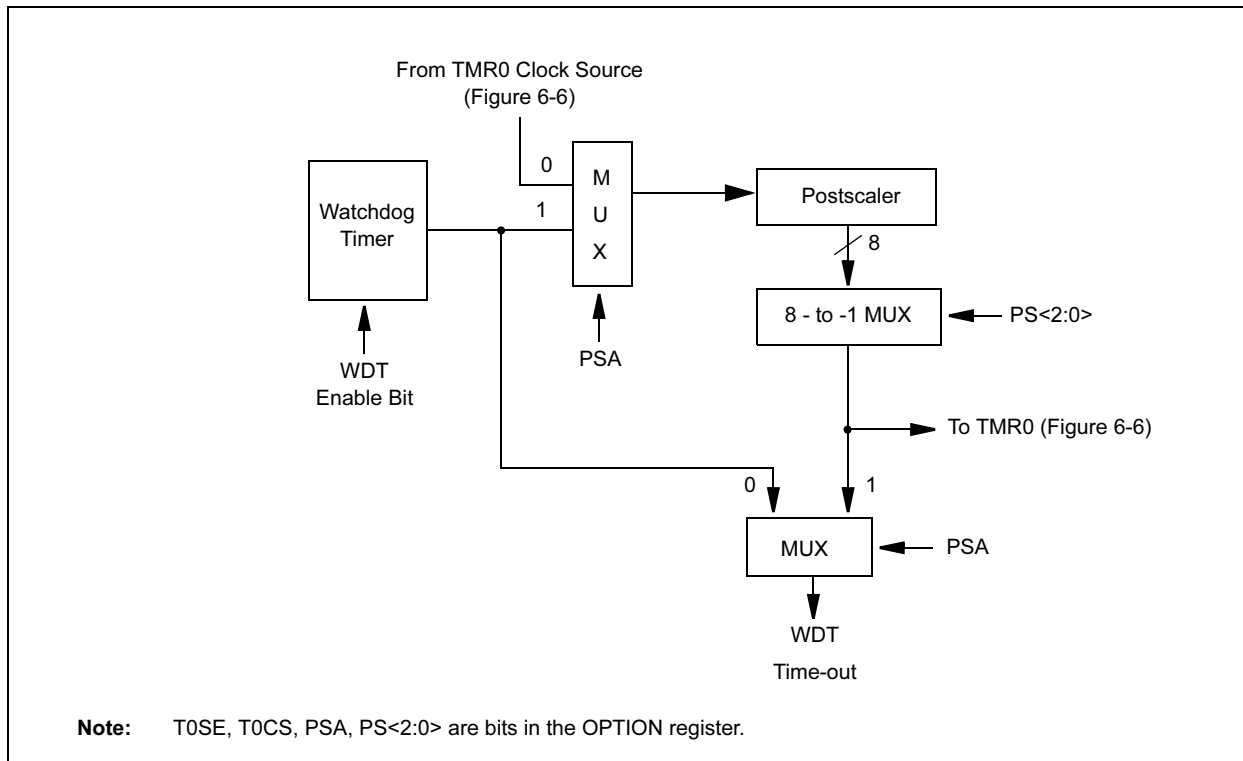 From TMR0 Clock Source
(Figure 6-6)
0
M
Watchdog
Timer
1
U
X
Postscaler
8
8 - to -1 MUX
PS<2:0>
WDT
Enable Bit
PSA
To TMR0 (Figure 6-6)
0
1
MUX
PSA
WDT
Time-out
Note: T0SE, T0CS, PSA, PS<2:0> are bits in the OPTION register.